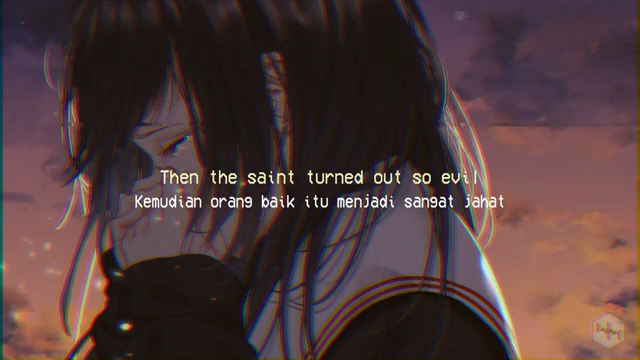 Then the saint turned out so evil
Kemudian orang baik itu menjadi sangat jahat